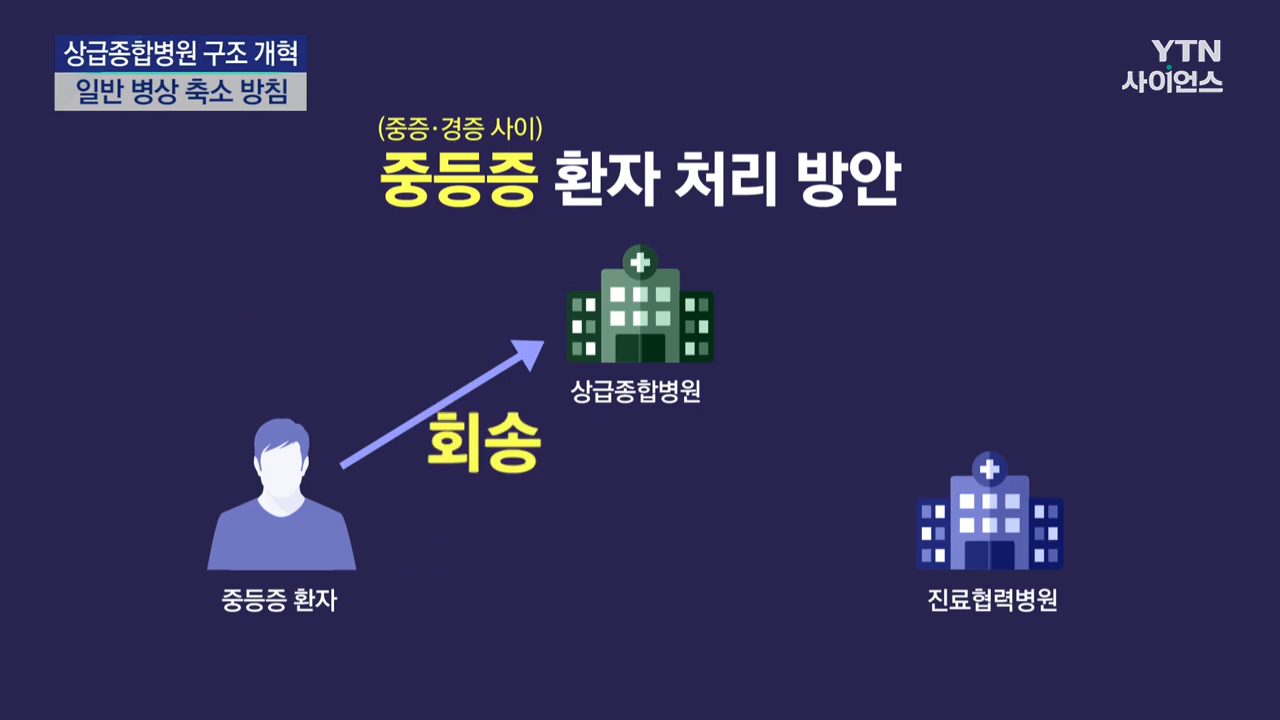 상급종합병원 구조 개혁
일반 병상 축소 방침
YTN
사이언스
(중증·경증 사이)
중등증 환자 처리 방안
상급종합병원
회송
중등증 환자
진료협력병원